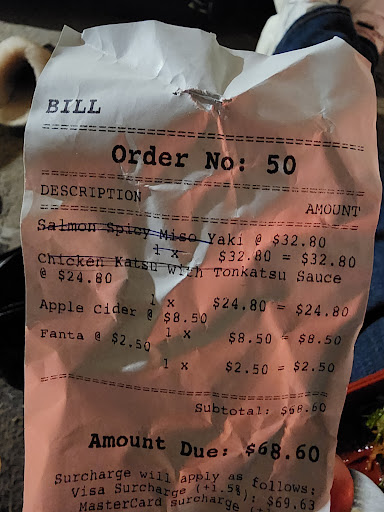 BILL
Order No: 50
DESCRIPTION AMOUNT
Salmon Spicy Miso Yaki @ $32.80
1 x $32.80 = $32.80
Chicken Katsu with Tonkatsu Sauce
@ $24.80
1 x $24.80 = $24.80
Apple Cider @ $8.50
1 x $8.50 = $8.50
Fanta @ $2.50
1 x $2.50 = $2.50
Subtotal: $68.60
Amount Due: $68.60
Surcharge will apply as follows:
Visa Surcharge (+1.5%): $69.63
MasterCard surcharge (+1